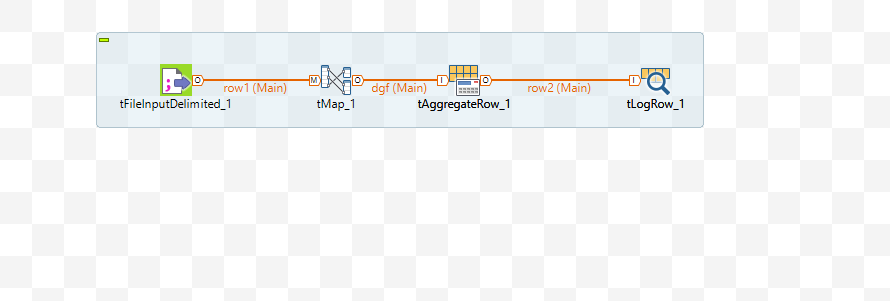 O row1 (Main) M O dgf (Main) I O row2 (Main) I
tFileInputDelimited_1 tMap_1 tAggregateRow_1 tLogRow_1